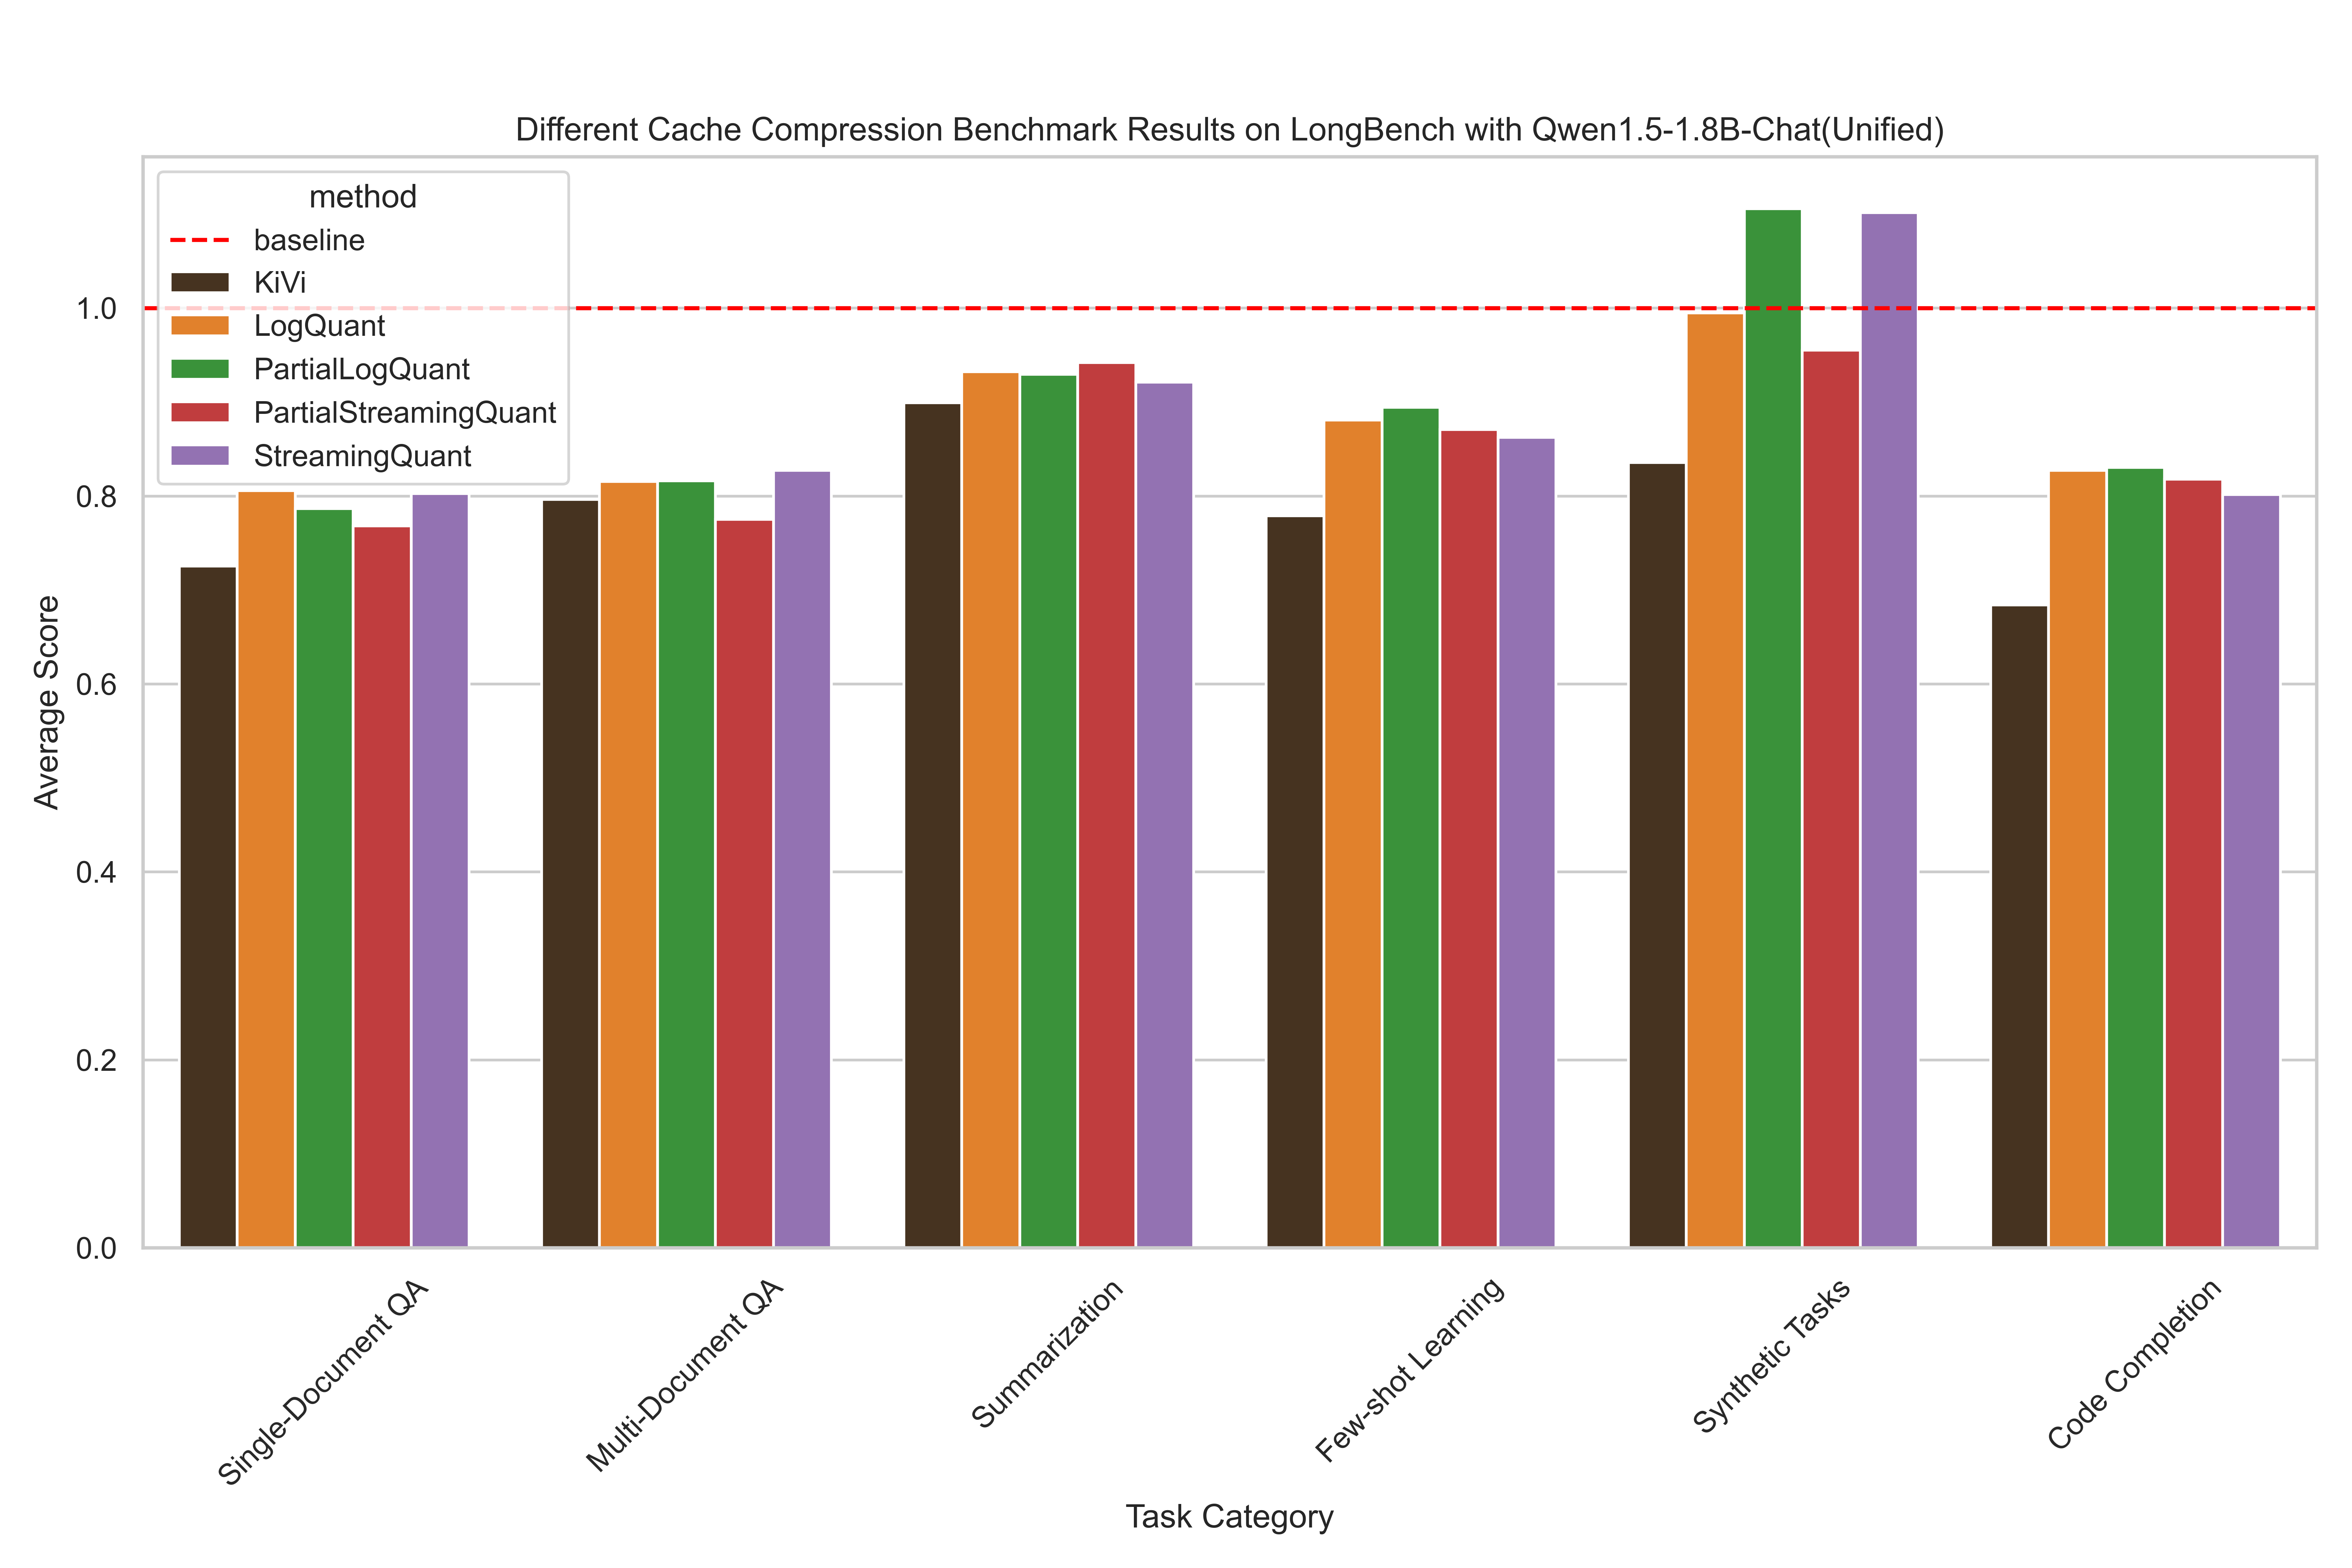 Different Cache Compression Benchmark Results on LongBench with Qwen1.5-1.8B-Chat(Unified)
method
baseline
KiVi
LogQuant
PartialLogQuant
PartialStreamingQuant
StreamingQuant
Average Score
1.0
0.8
0.6
0.4
0.2
0.0
Single-Document QA
Multi-Document QA
Summarization
Few-shot Learning
Synthetic Tasks
Code Completion
Task Category